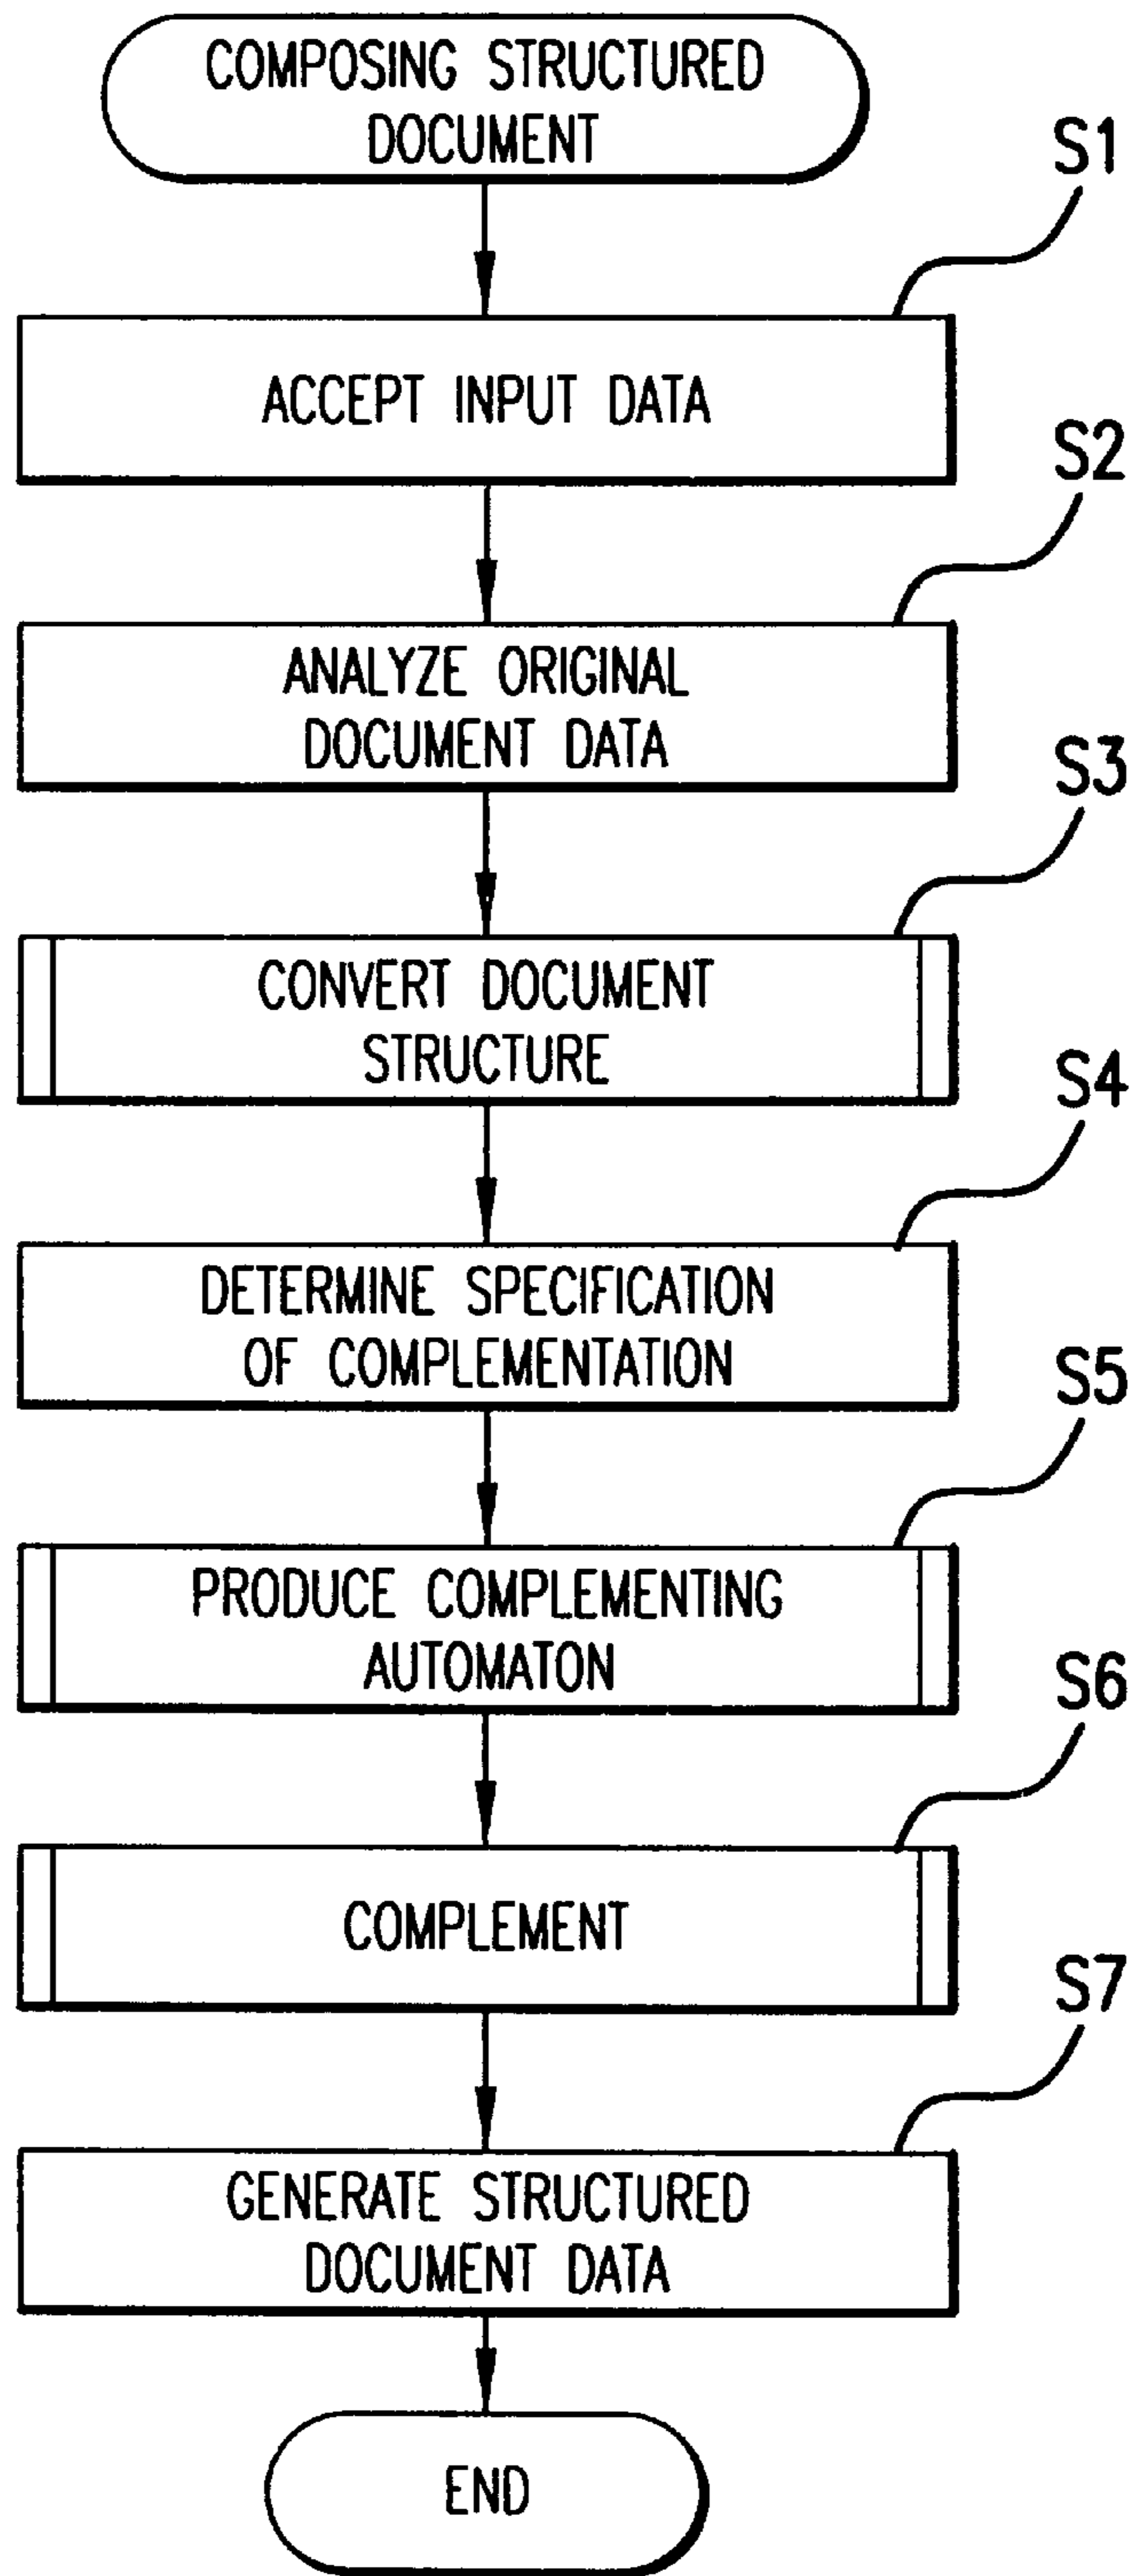 COMPOSING STRUCTURED
DOCUMENT
S1
ACCEPT INPUT DATA
S2
ANALYZE ORIGINAL
DOCUMENT DATA
S3
CONVERT DOCUMENT
STRUCTURE
S4
DETERMINE SPECIFICATION
OF COMPLEMENTATION
S5
PRODUCE COMPLEMENTING
AUTOMATON
S6
COMPLEMENT
S7
GENERATE STRUCTURED
DOCUMENT DATA
END